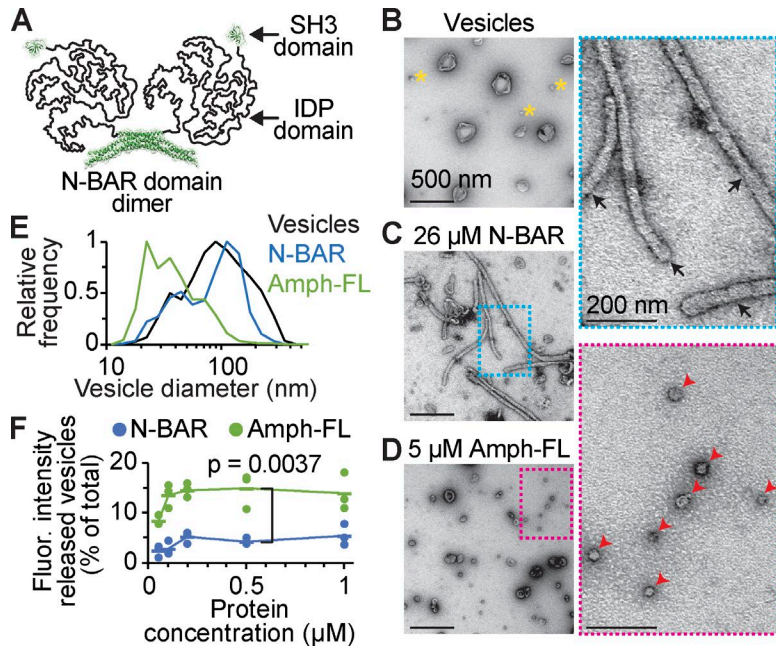 A
SH3
domain
IDP
domain
N-BAR domain
dimer
B Vesicles
500 nm
200 nm
C 26 µM N-BAR
D 5 µM Amph-FL
E
Vesicles
N-BAR
Amph-FL
Relative
frequency
1
0.5
0
10
100
Vesicle diameter (nm)
F
N-BAR
Amph-FL
p = 0.0037
Fluor. intensity
released vesicles
(% of total)
20
15
10
5
0
0
0.5
1
Protein
concentration (µM)